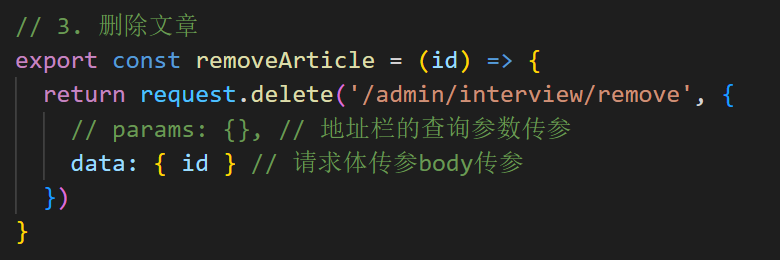 // 3. 删除文章
export const removeArticle = (id) => {
  return request.delete('/admin/interview/remove', {
    // params: {}, // 地址栏的查询参数传参
    data: { id } // 请求体传参body传参
  })
}